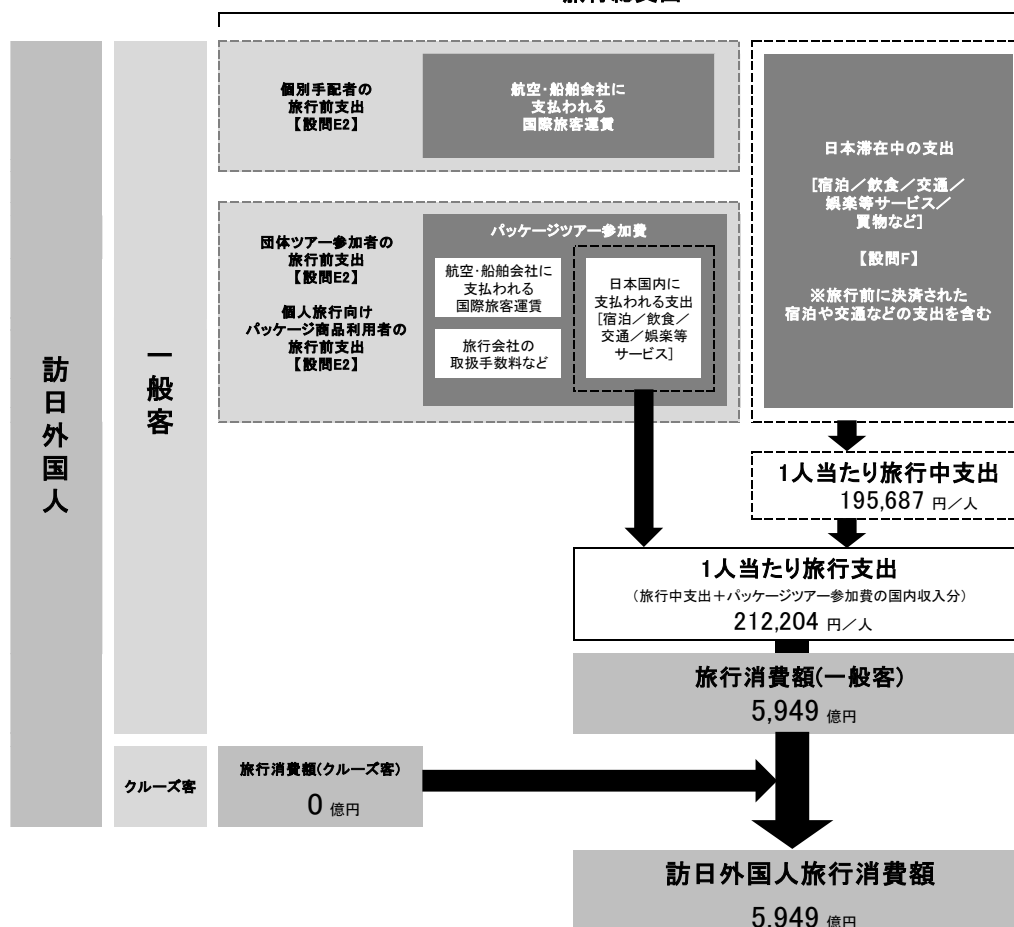 旅行総支出
訪日外国人
一般客
個別手配者の
旅行前支出
【設問E2】
航空・船舶会社に
支払われる
国際旅客運賃
団体ツアー参加者の
旅行前支出
【設問E2】
個人旅行向け
パッケージ商品利用者の
旅行前支出
【設問E2】
パッケージツアー参加費
航空・船舶会社に
支払われる
国際旅客運賃
旅行会社の
取扱手数料など
日本国内に
支払われる支出
[宿泊／飲食／
交通／娯楽等
サービス]
日本滞在中の支出
[宿泊／飲食／交通／
娯楽等サービス／
買物など]
【設問F】
※旅行前に決済された
宿泊や交通などの支出を含む
1人当たり旅行中支出
195,687 円／人
1人当たり旅行支出
（旅行中支出＋パッケージツアー参加費の国内収入分）
212,204 円／人
旅行消費額(一般客)
5,949 億円
クルーズ客
旅行消費額(クルーズ客)
0 億円
訪日外国人旅行消費額
5,949 億円